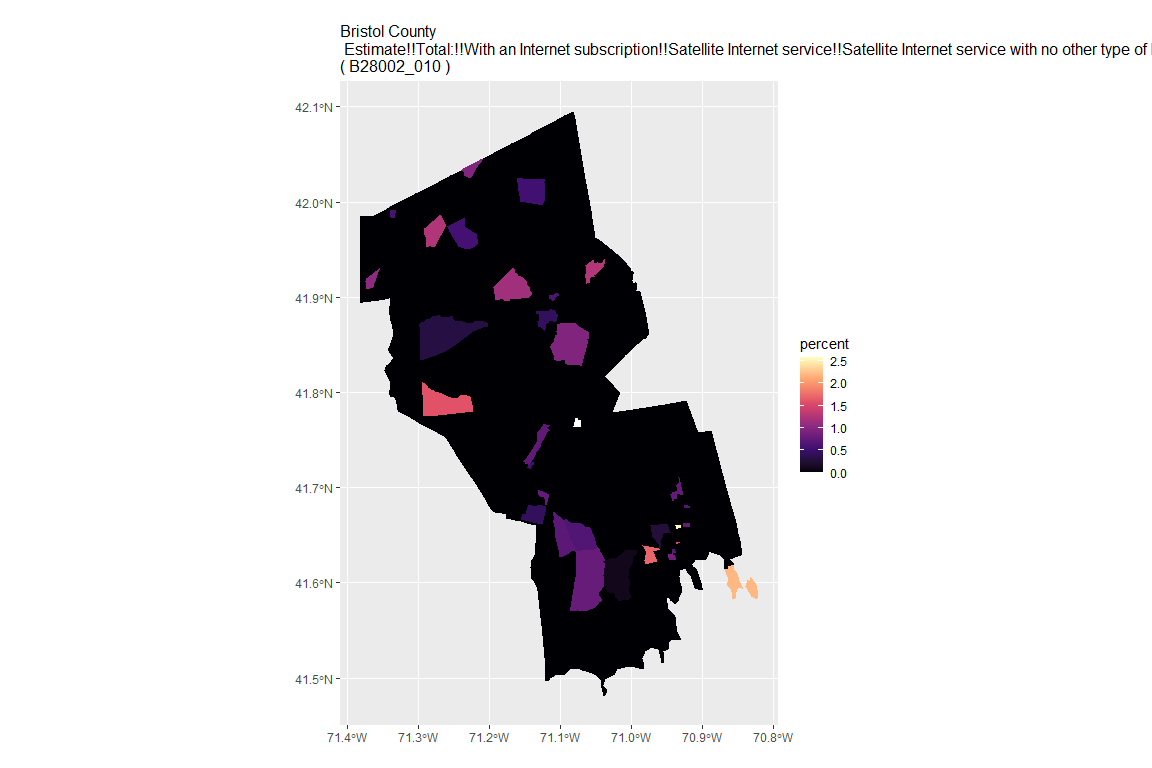 Bristol County
Estimate!!Total:!!With an Internet subscription!!Satellite Internet service!!Satellite Internet service with no other type of
( B28002_010 )
42.1°N
42.0°N
41.9°N
41.8°N
41.7°N
41.6°N
41.5°N
71.4°W 71.3°W 71.2°W 71.1°W 71.0°W 70.9°W 70.8°W
percent
2.5
2.0
1.5
1.0
0.5
0.0